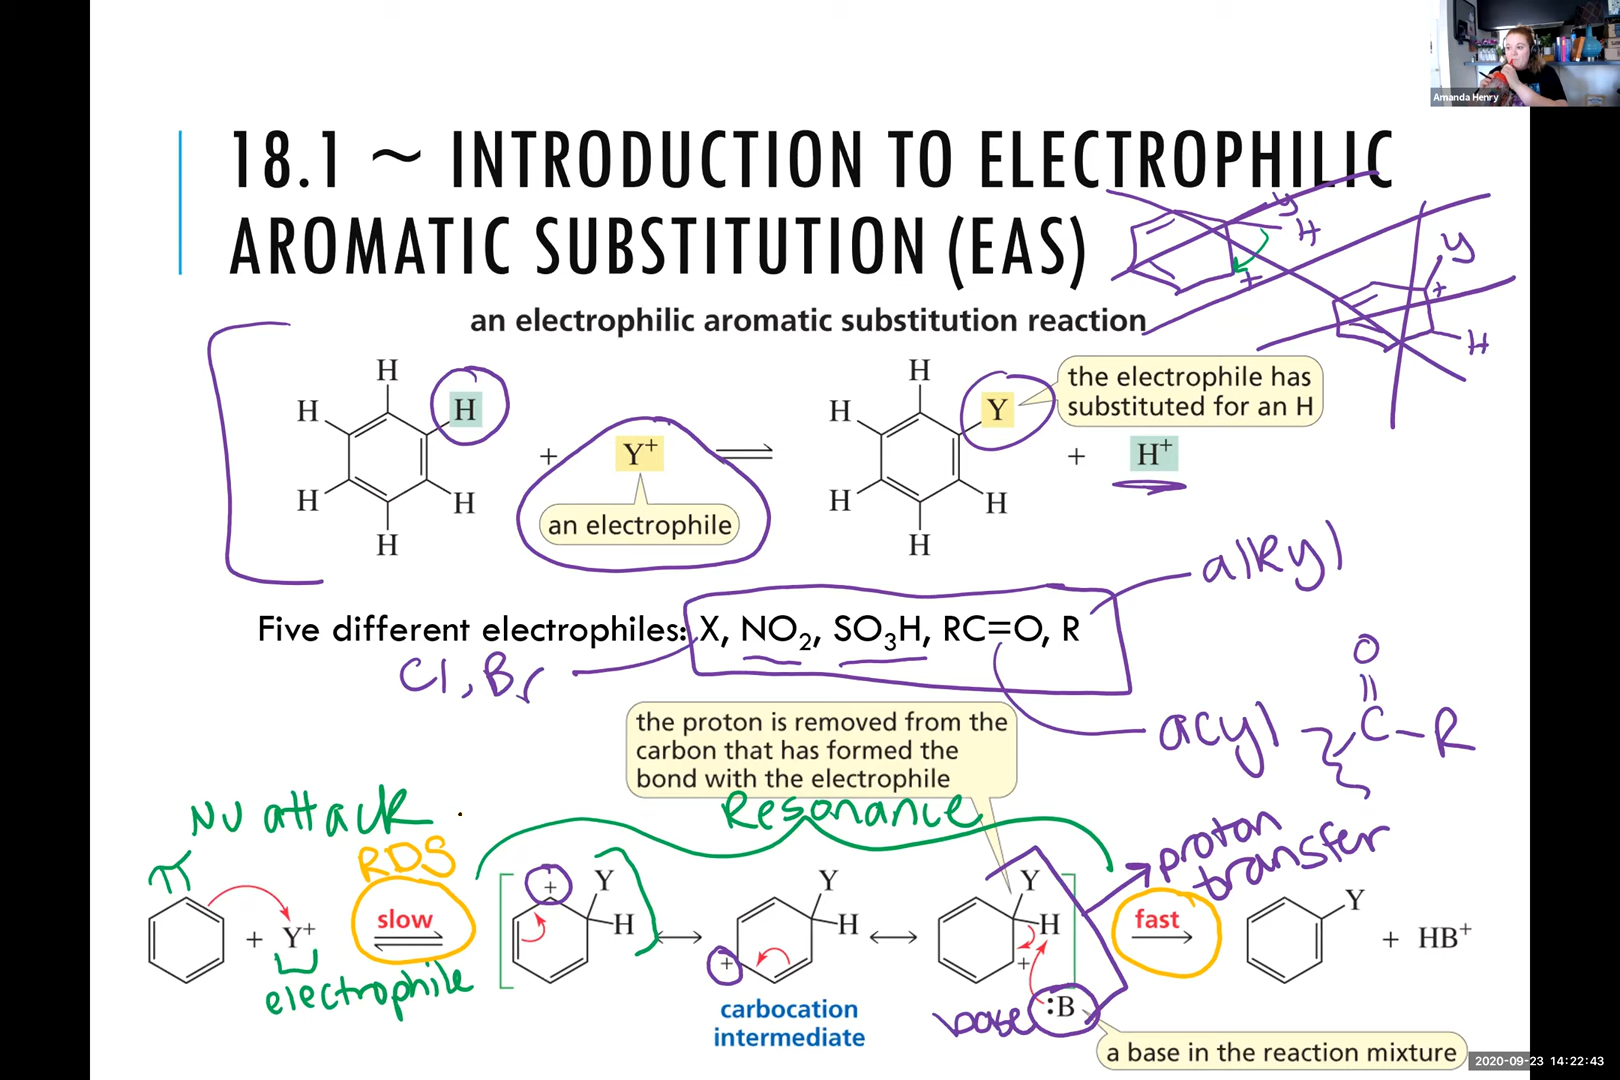 Amanda Henry
18.1 ~ INTRODUCTION TO ELECTROPHILIC
AROMATIC SUBSTITUTION (EAS)
y
H
+
y
+
H
an electrophilic aromatic substitution reaction
H
H H
H H
H
+
Y⁺
an electrophile
H
H Y
H H
H
the electrophile has
substituted for an H
+
H⁺
alkyl
Five different electrophiles: X, NO₂, SO₃H, RC=O, R
Cl, Br
O
acyl C-R
the proton is removed from the
carbon that has formed the
bond with the electrophile
NU attack
Resonance
proton
transfer
RDS
π
+ Y⁺
slow
+ Y
H
Y
H
+
Y
H
+
fast
Y
+ HB⁺
electrophile
carbocation
intermediate
base :B
a base in the reaction mixture
2020-09-23 14:22:43